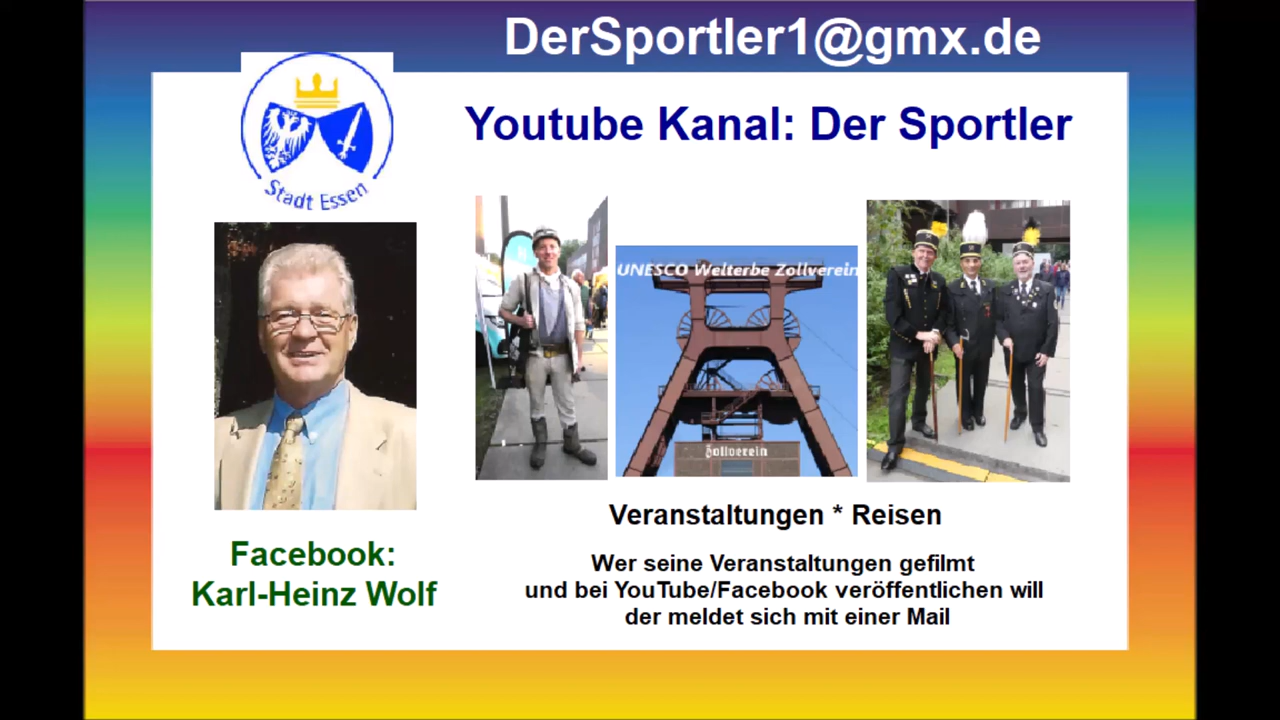 DerSportler1@gmx.de
Youtube Kanal: Der Sportler
Stadt Essen
UNESCO Welterbe Zollverein
Zollverein
Veranstaltungen * Reisen
Facebook:
Karl-Heinz Wolf
Wer seine Veranstaltungen gefilmt
und bei YouTube/Facebook veröffentlichen will
der meldet sich mit einer Mail